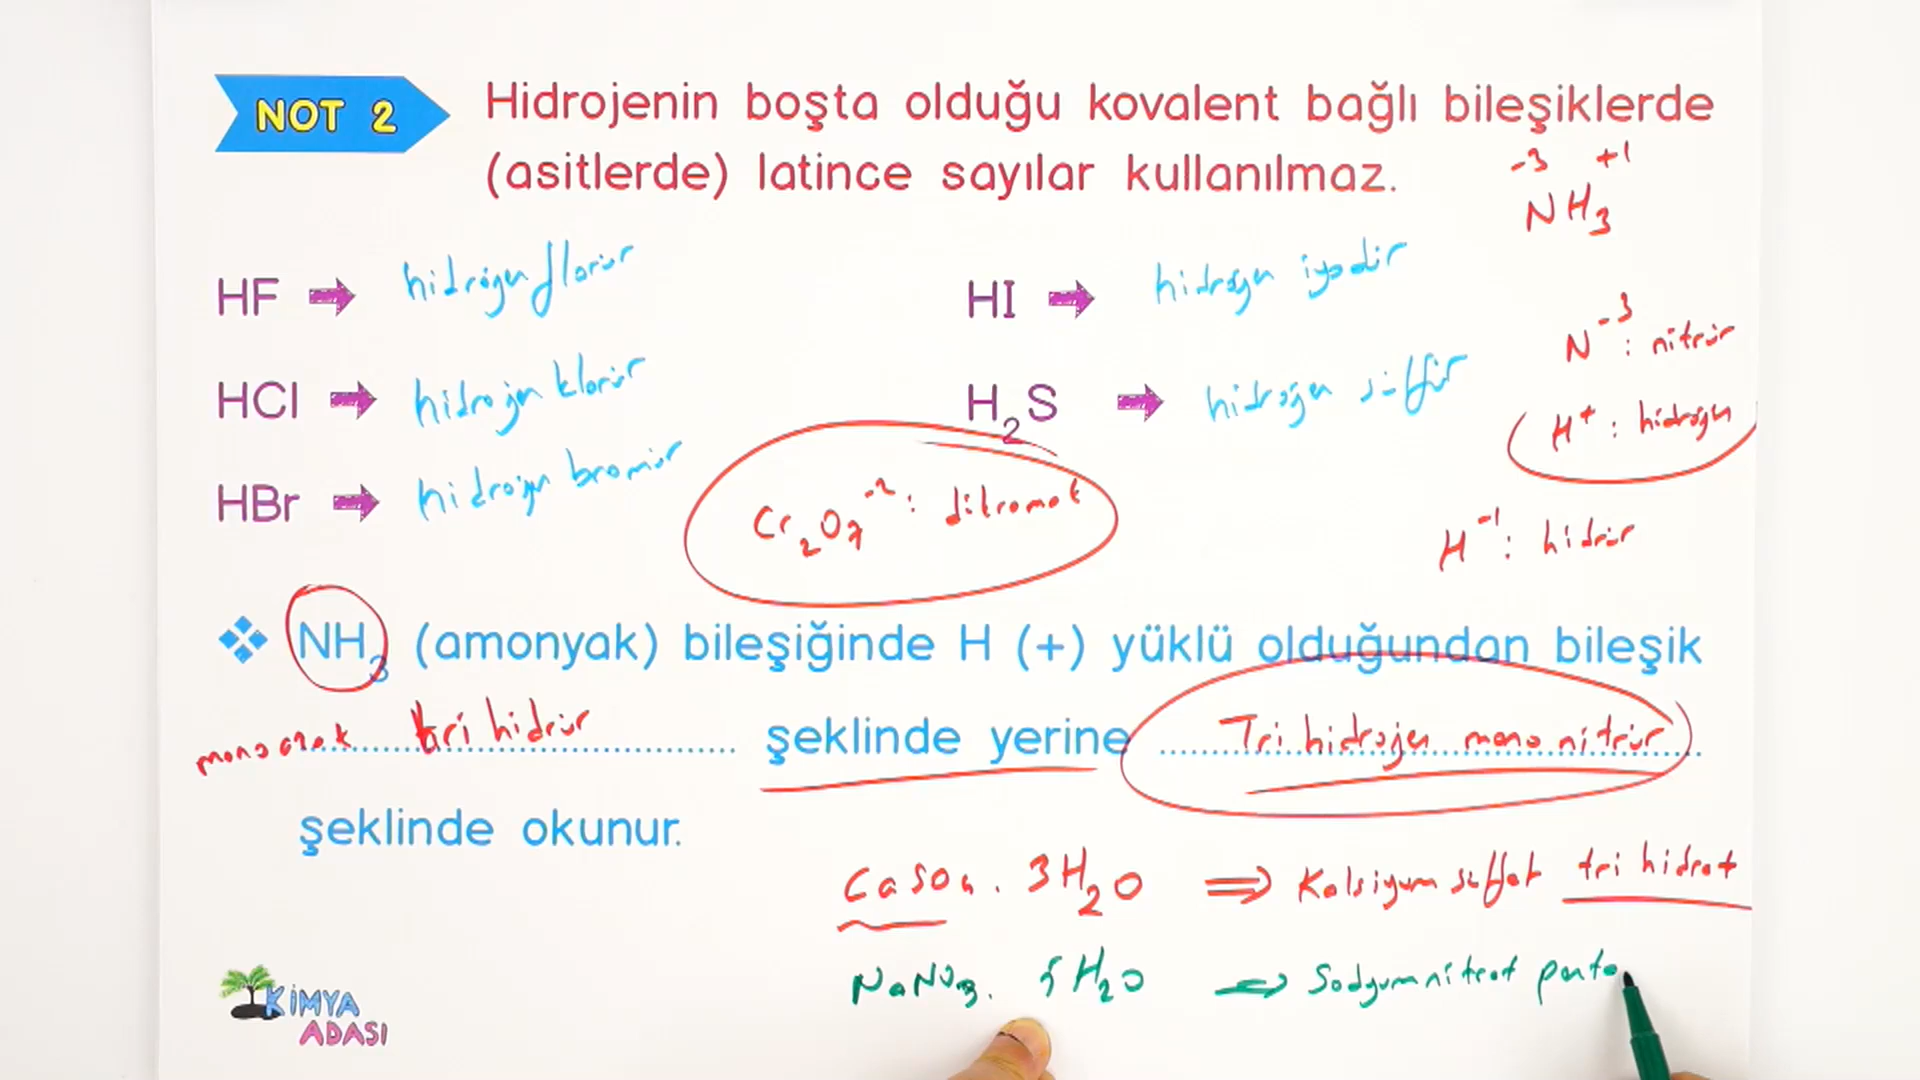 NOT 2
Hidrojenin boşta olduğu kovalent bağlı bileşiklerde
(asitlerde) latince sayılar kullanılmaz.
-3 +1
NH3
HF ➡ hidrojen florür
HI ➡ hidrojen iyodür
N-3 : nitrür
HCl ➡ hidrojen klorür
H2S ➡ hidrojen sülfür
H+ : hidrojen
HBr ➡ hidrojen bromür
Cr2O7-2 : dikromat
H-1 : hidrür
❖ NH3 (amonyak) bileşiğinde H (+) yüklü olduğundan bileşik
mono azot tri hidrür şeklinde yerine Tri hidrojen mono nitrür
şeklinde okunur.
CaSO4 . 3H2O ⇒ Kalsiyum sülfat tri hidrat
NaNO3 . 5H2O ⇒ Sodyum nitrat penta
KİMYA
ADASI